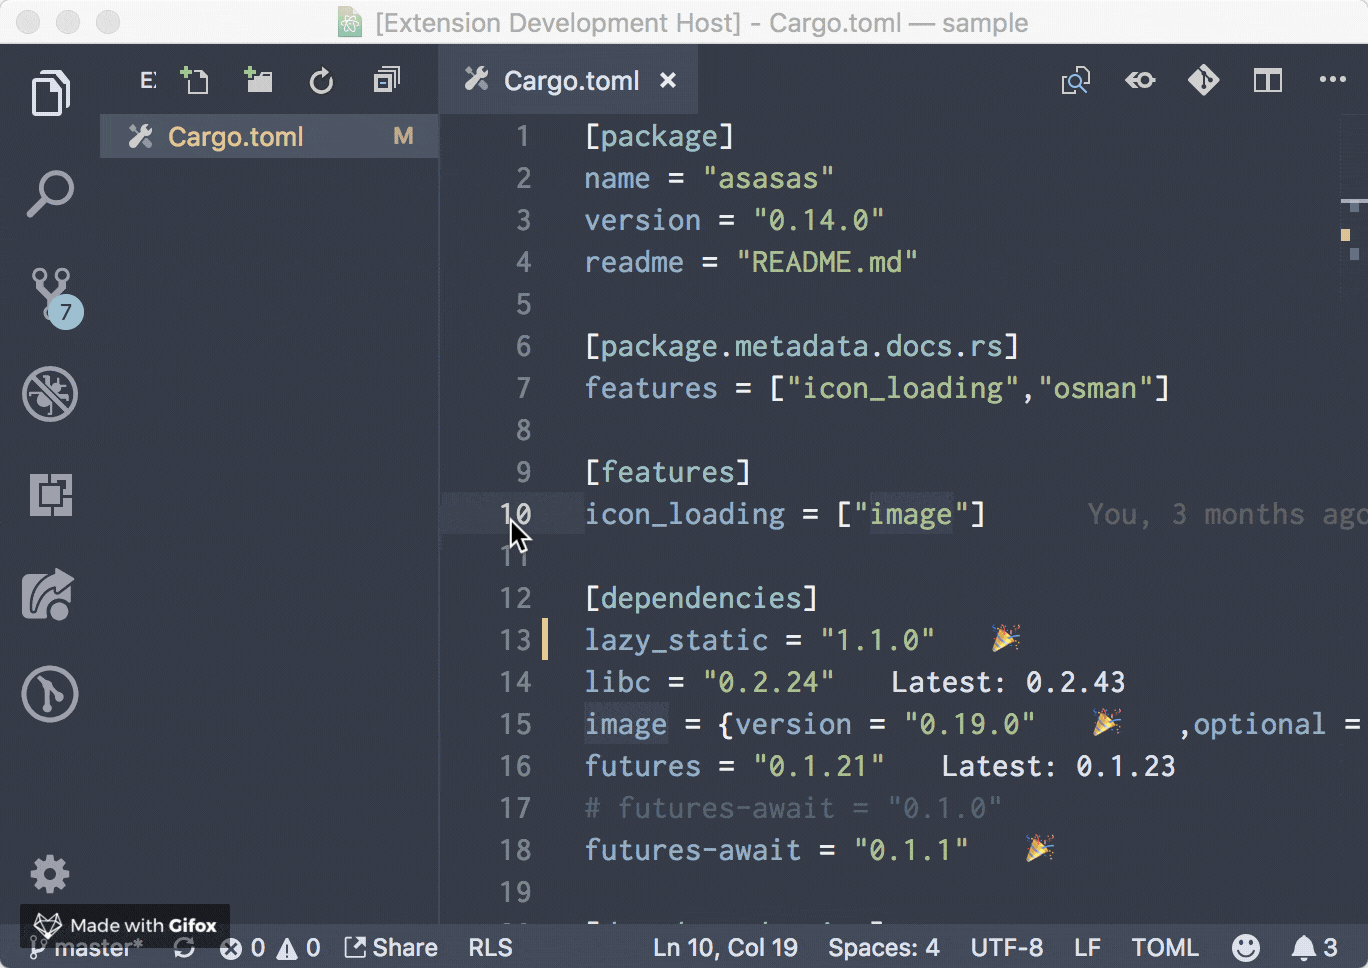 [Extension Development Host] - Cargo.toml — sample
Cargo.toml ×
Cargo.toml M
7
1 [package]
2 name = "asasas"
3 version = "0.14.0"
4 readme = "README.md"
5
6 [package.metadata.docs.rs]
7 features = ["icon_loading","osman"]
8
9 [features]
10 icon_loading = ["image"] You, 3 months ago
11
12 [dependencies]
13 lazy_static = "1.1.0" 🎉
14 libc = "0.2.24" Latest: 0.2.43
15 image = {version = "0.19.0" 🎉 ,optional =
16 futures = "0.1.21" Latest: 0.1.23
17 # futures-await = "0.1.0"
18 futures-await = "0.1.1" 🎉
19
Made with Gifox
master* 0 0 Share RLS Ln 10, Col 19 Spaces: 4 UTF-8 LF TOML 3